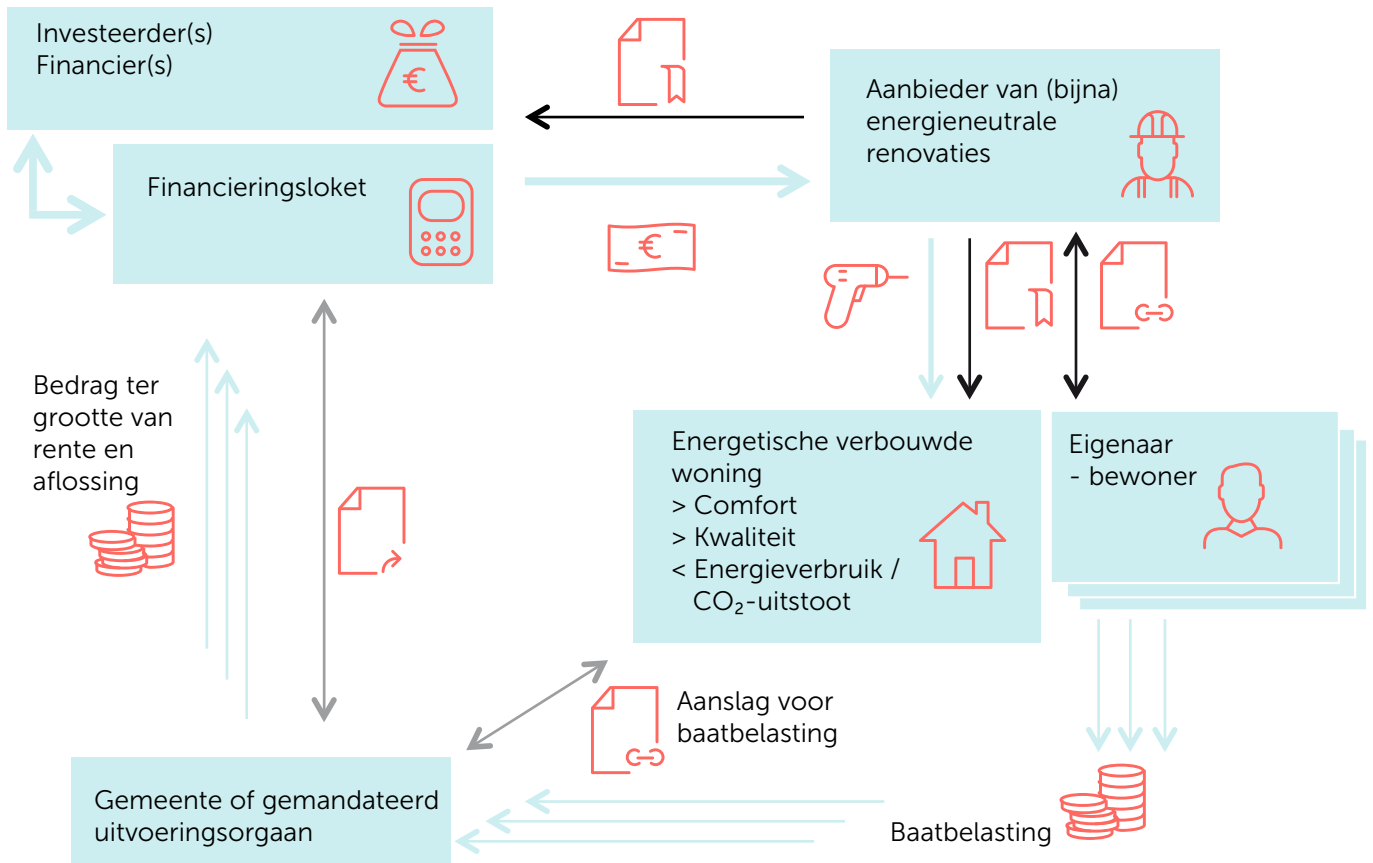 Investeerder(s)
Financier(s)
Financieringsloket
Aanbieder van (bijna)
energieneutrale
renovaties
Bedrag ter
grootte van
rente en
aflossing
Energetische verbouwde
woning
> Comfort
> Kwaliteit
< Energieverbruik /
CO₂-uitstoot
Eigenaar
- bewoner
Aanslag voor
baatbelasting
Gemeente of gemandateerd
uitvoeringsorgaan
Baatbelasting